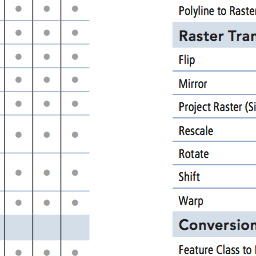 Polyline to Raster
Raster Tran
Flip
Mirror
Project Raster (Si
Rescale
Rotate
Shift
Warp
Conversion
Feature Class to